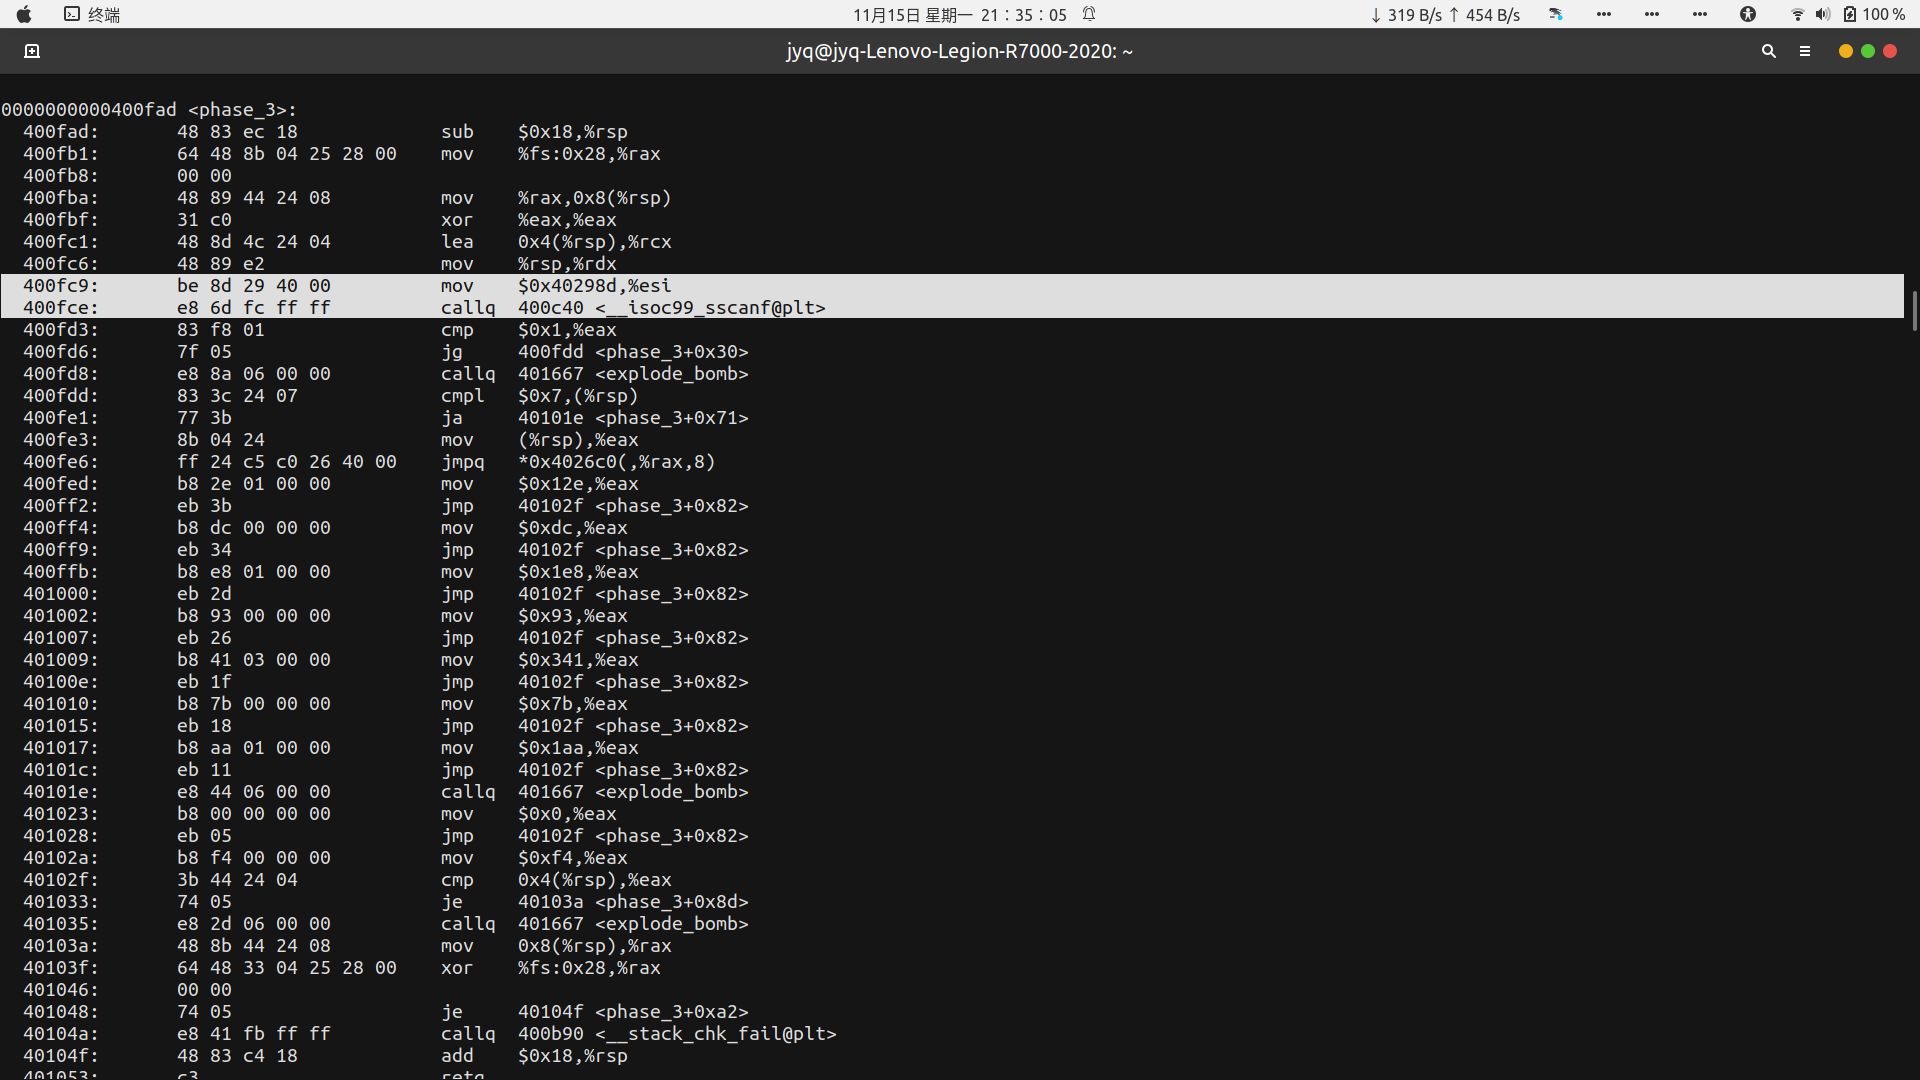 终端 11月15日 星期一 21：35：05 ↓ 319 B/s ↑ 454 B/s 100 %
jyq@jyq-Lenovo-Legion-R7000-2020: ~
0000000000400fad <phase_3>:
400fad: 48 83 ec 18 sub $0x18,%rsp
400fb1: 64 48 8b 04 25 28 00 mov %fs:0x28,%rax
400fb8: 00 00
400fba: 48 89 44 24 08 mov %rax,0x8(%rsp)
400fbf: 31 c0 xor %eax,%eax
400fc1: 48 8d 4c 24 04 lea 0x4(%rsp),%rcx
400fc6: 48 89 e2 mov %rsp,%rdx
400fc9: be 8d 29 40 00 mov $0x40298d,%esi
400fce: e8 6d fc ff ff callq 400c40 <__isoc99_sscanf@plt>
400fd3: 83 f8 01 cmp $0x1,%eax
400fd6: 7f 05 jg 400fdd <phase_3+0x30>
400fd8: e8 8a 06 00 00 callq 401667 <explode_bomb>
400fdd: 83 3c 24 07 cmpl $0x7,(%rsp)
400fe1: 77 3b ja 40101e <phase_3+0x71>
400fe3: 8b 04 24 mov (%rsp),%eax
400fe6: ff 24 c5 c0 26 40 00 jmpq *0x4026c0(,%rax,8)
400fed: b8 2e 01 00 00 mov $0x12e,%eax
400ff2: eb 3b jmp 40102f <phase_3+0x82>
400ff4: b8 dc 00 00 00 mov $0xdc,%eax
400ff9: eb 34 jmp 40102f <phase_3+0x82>
400ffb: b8 e8 01 00 00 mov $0x1e8,%eax
401000: eb 2d jmp 40102f <phase_3+0x82>
401002: b8 93 00 00 00 mov $0x93,%eax
401007: eb 26 jmp 40102f <phase_3+0x82>
401009: b8 41 03 00 00 mov $0x341,%eax
40100e: eb 1f jmp 40102f <phase_3+0x82>
401010: b8 7b 00 00 00 mov $0x7b,%eax
401015: eb 18 jmp 40102f <phase_3+0x82>
401017: b8 aa 01 00 00 mov $0x1aa,%eax
40101c: eb 11 jmp 40102f <phase_3+0x82>
40101e: e8 44 06 00 00 callq 401667 <explode_bomb>
401023: b8 00 00 00 00 mov $0x0,%eax
401028: eb 05 jmp 40102f <phase_3+0x82>
40102a: b8 f4 00 00 00 mov $0xf4,%eax
40102f: 3b 44 24 04 cmp 0x4(%rsp),%eax
401033: 74 05 je 40103a <phase_3+0x8d>
401035: e8 2d 06 00 00 callq 401667 <explode_bomb>
40103a: 48 8b 44 24 08 mov 0x8(%rsp),%rax
40103f: 64 48 33 04 25 28 00 xor %fs:0x28,%rax
401046: 00 00
401048: 74 05 je 40104f <phase_3+0xa2>
40104a: e8 41 fb ff ff callq 400b90 <__stack_chk_fail@plt>
40104f: 48 83 c4 18 add $0x18,%rsp
401053: c3 retq